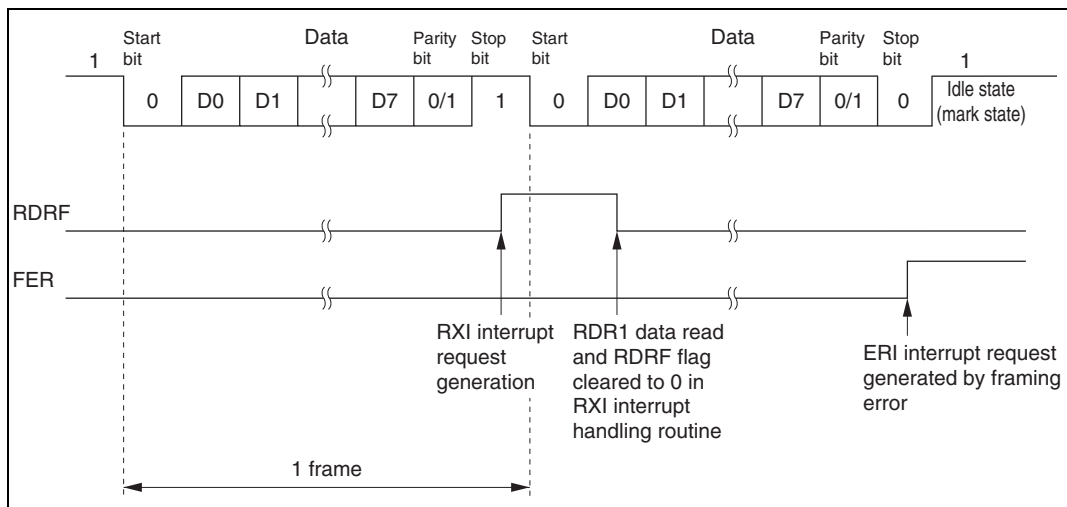 1
Start bit
Data
Parity bit
Stop bit
Start bit
Data
Parity bit
Stop bit
1
0
D0
D1
D7
0/1
1
0
D0
D1
D7
0/1
0
Idle state
(mark state)
RDRF
FER
RXI interrupt
request
generation
RDR1 data read
and RDRF flag
cleared to 0 in
RXI interrupt
handling routine
ERI interrupt request
generated by framing
error
1 frame